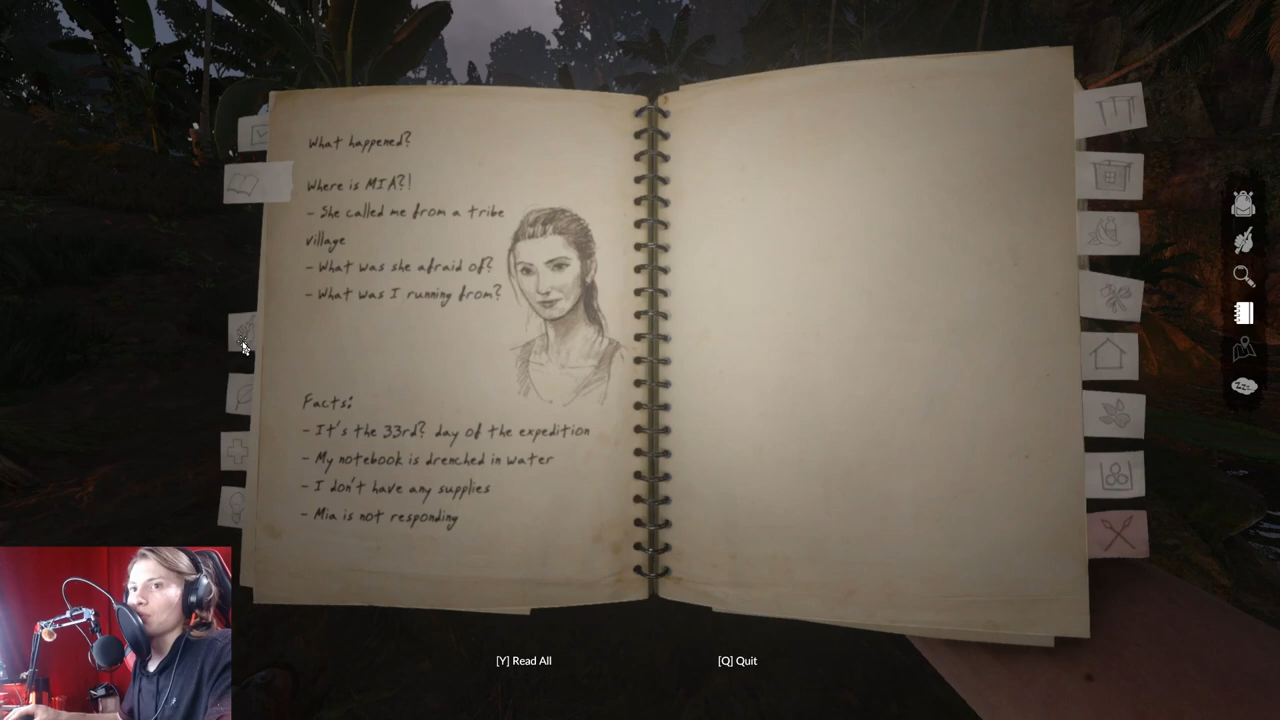 What happened?
Where is MIA?!
- She called me from a tribe
village
- What was she afraid of?
- What was I running from?
Facts:
- It's the 33rd? day of the expedition
- My notebook is drenched in water
- I don't have any supplies
- Mia is not responding
[Y] Read All
[Q] Quit